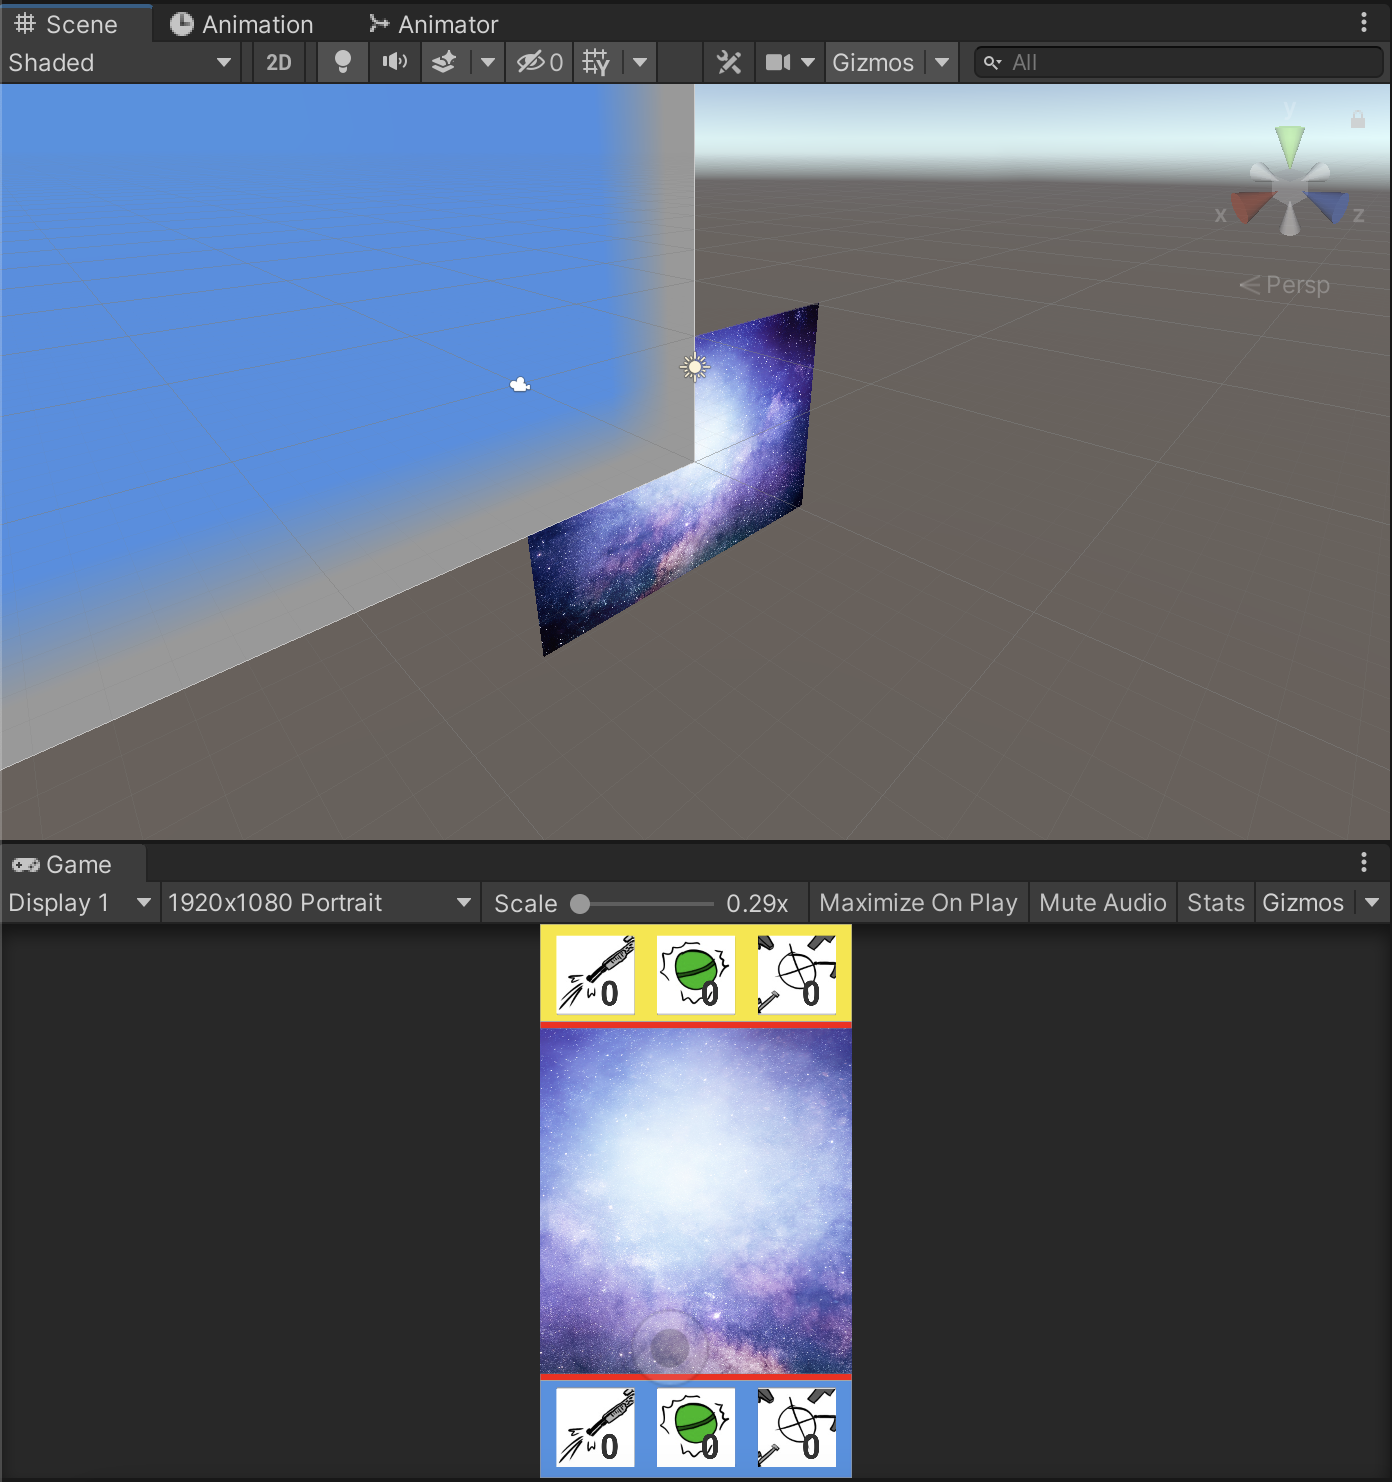 Scene Animation Animator
Shaded 2D 0 Gizmos All
y
x z
Persp
Game
Display 1 1920x1080 Portrait Scale 0.29x Maximize On Play Mute Audio Stats Gizmos
0 0 0
0 0 0